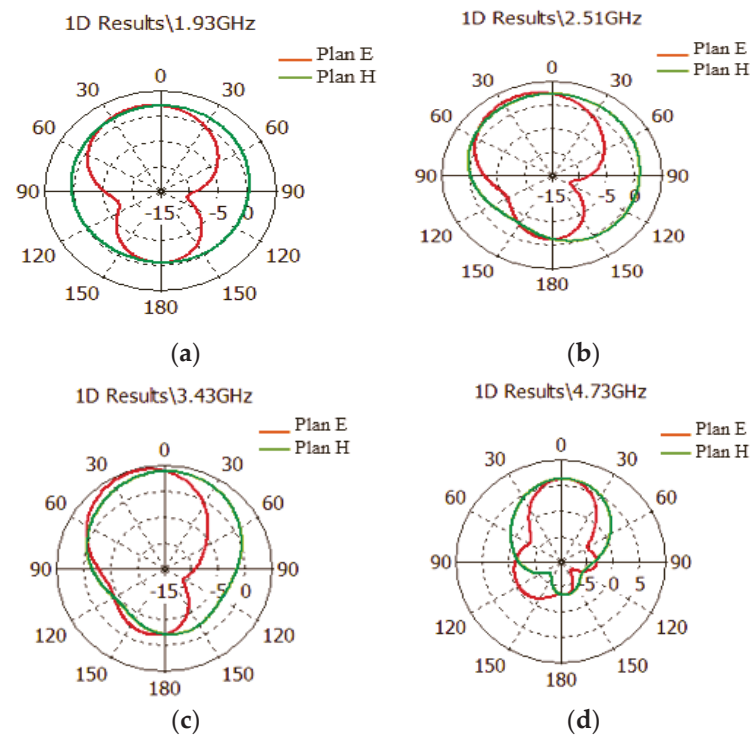 1D Results\1.93GHz
Plan E
Plan H
0
30 30
60 60
90 -15 -5 0 90
120 120
150 150
180
(a)
1D Results\2.51GHz
Plan E
Plan H
0
30 30
60 60
90 -15 -5 0 90
120 120
150 150
180
(b)
1D Results\3.43GHz
Plan E
Plan H
0
30 30
60 60
90 -15 -5 0 90
120 120
150 150
180
(c)
1D Results\4.73GHz
Plan E
Plan H
0
30 30
60 60
90 -5 0 5 90
120 120
150 150
180
(d)